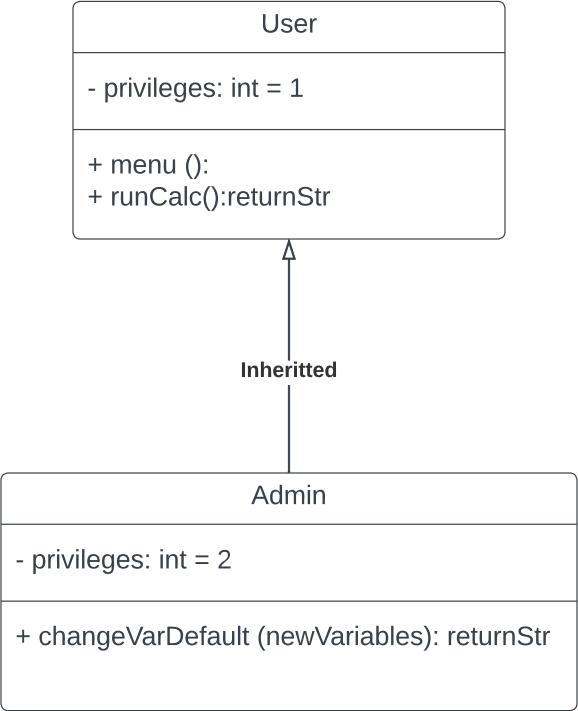 User
- privileges: int = 1
+ menu ():
+ runCalc():returnStr
Inheritted
Admin
- privileges: int = 2
+ changeVarDefault (newVariables): returnStr